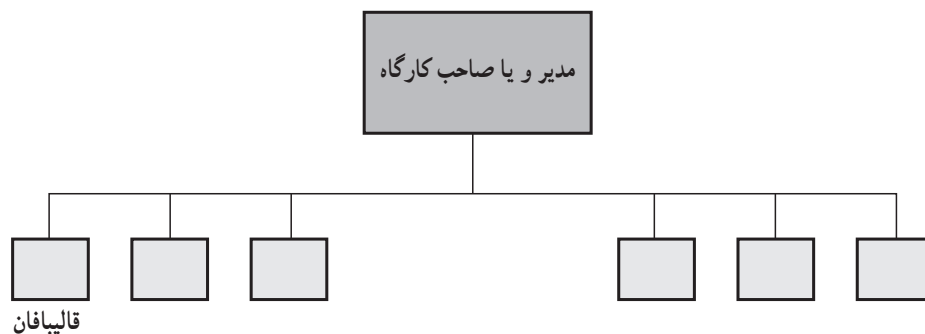 مدیر و یا صاحب کارگاه
قالیبافان